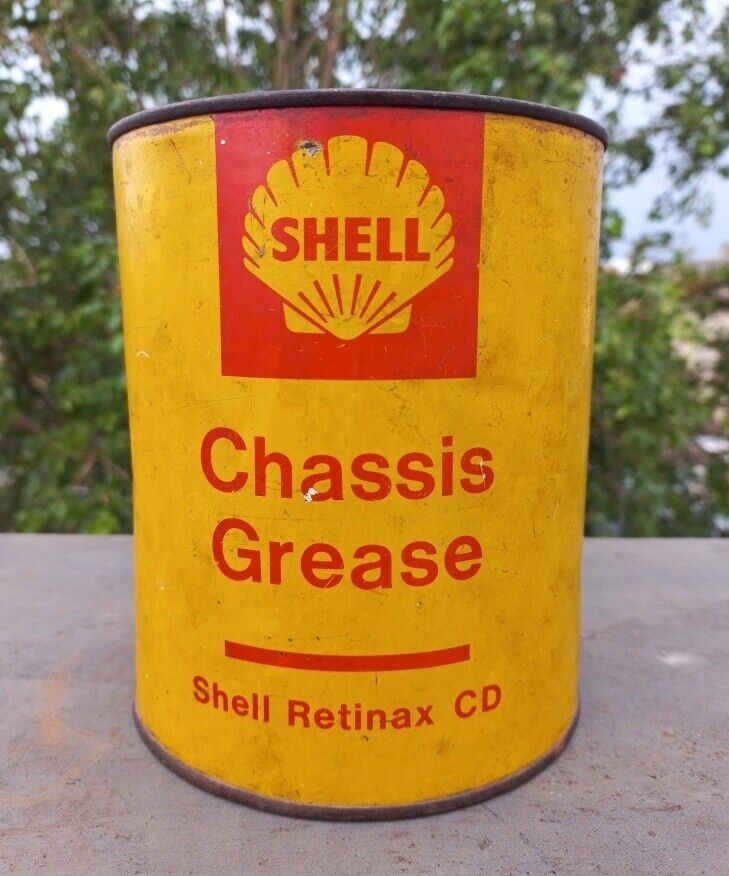 SHELL
Chassis
Grease
Shell Retinax CD